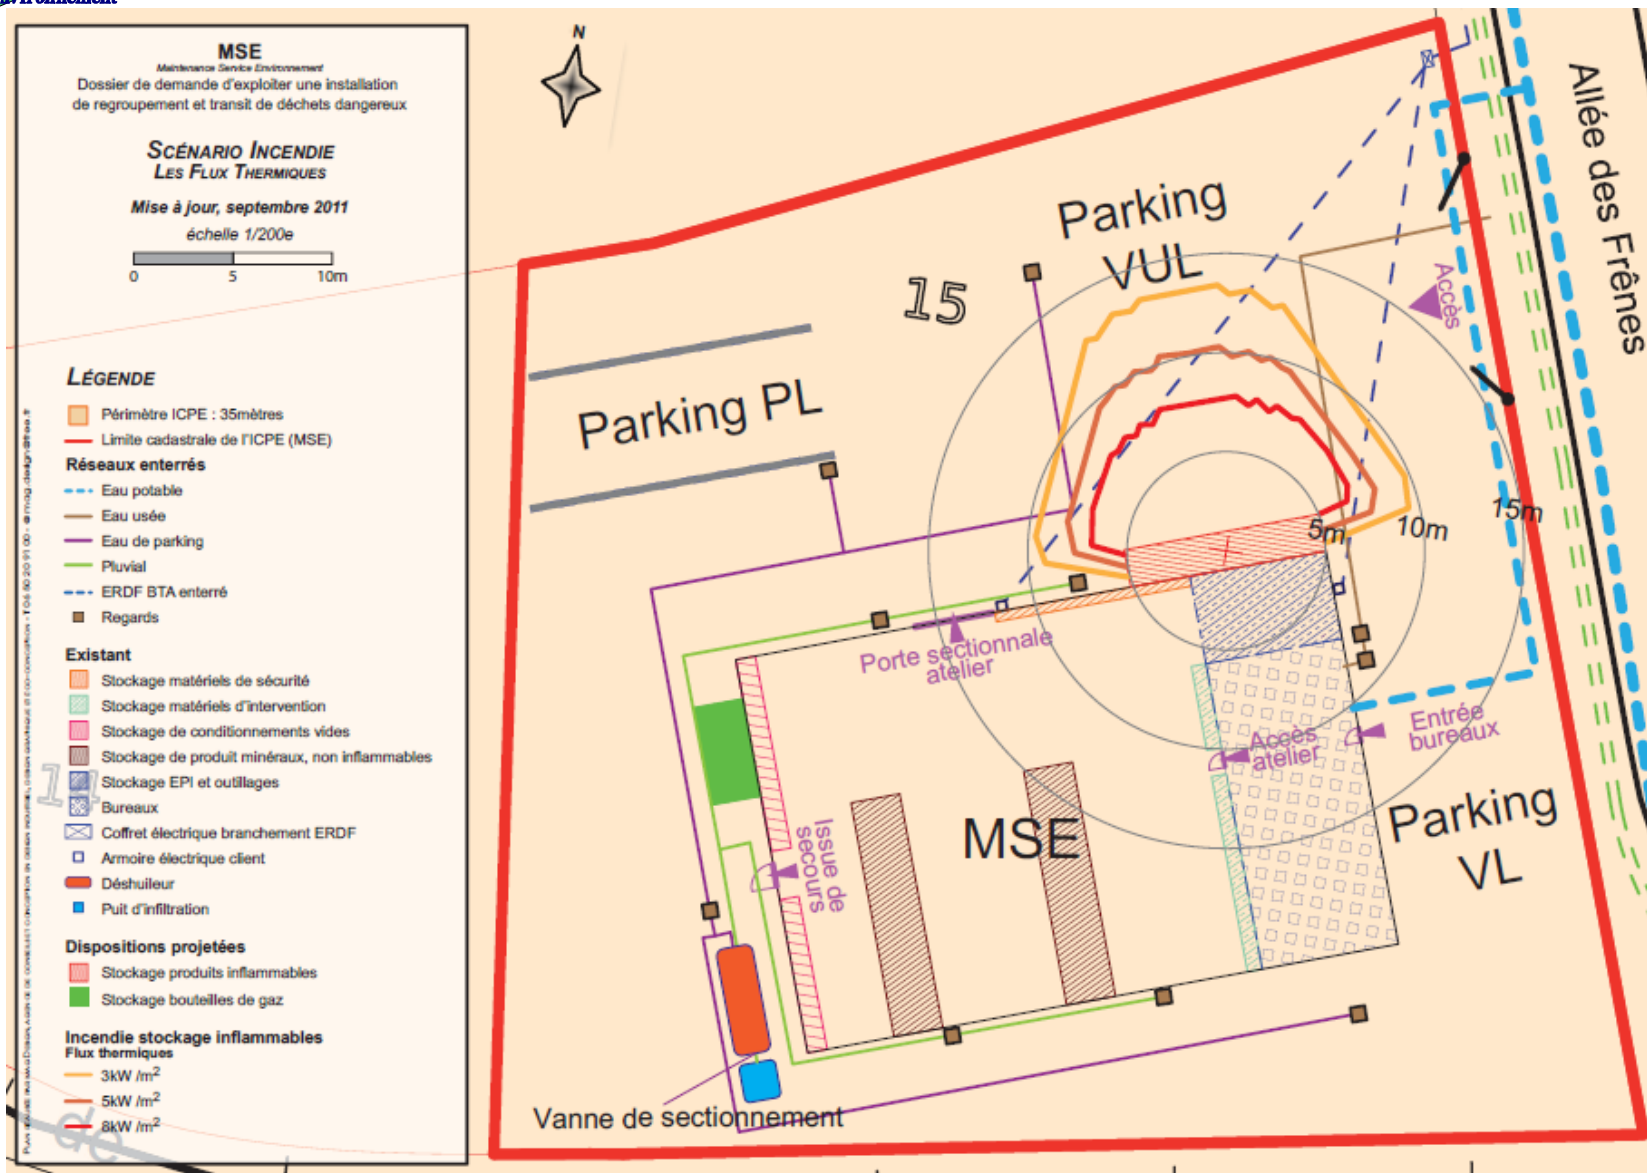 MSE
Maintenance Service Environnement
Dossier de demande d'exploiter une installation
de regroupement et transit de déchets dangereux
SCÉNARIO INCENDIE
LES FLUX THERMIQUES
Mise à jour, septembre 2011
échelle 1/200e
0 5 10m
LÉGENDE
Périmètre ICPE : 35mètres
Limite cadastrale de l'ICPE (MSE)
Réseaux enterrés
Eau potable
Eau usée
Eau de parking
Pluvial
ERDF BTA enterré
Regards
Existant
Stockage matériels de sécurité
Stockage matériels d'intervention
Stockage de conditionnements vides
Stockage de produit minéraux, non inflammables
Stockage EPI et outillages
Bureaux
Coffret électrique branchement ERDF
Armoire électrique client
Déshuileur
Puit d'infiltration
Dispositions projetées
Stockage produits inflammables
Stockage bouteilles de gaz
Incendie stockage inflammables
Flux thermiques
3kW /m²
5kW /m²
8kW /m²
14
de
N
Parking
VUL
15
Parking PL
Accès
Allée des Frênes
5m
10m
15m
Porte sectionnale
atelier
Accès
atelier
Entrée
bureaux
MSE
Issue de
secours
Parking
VL
Vanne de sectionnement